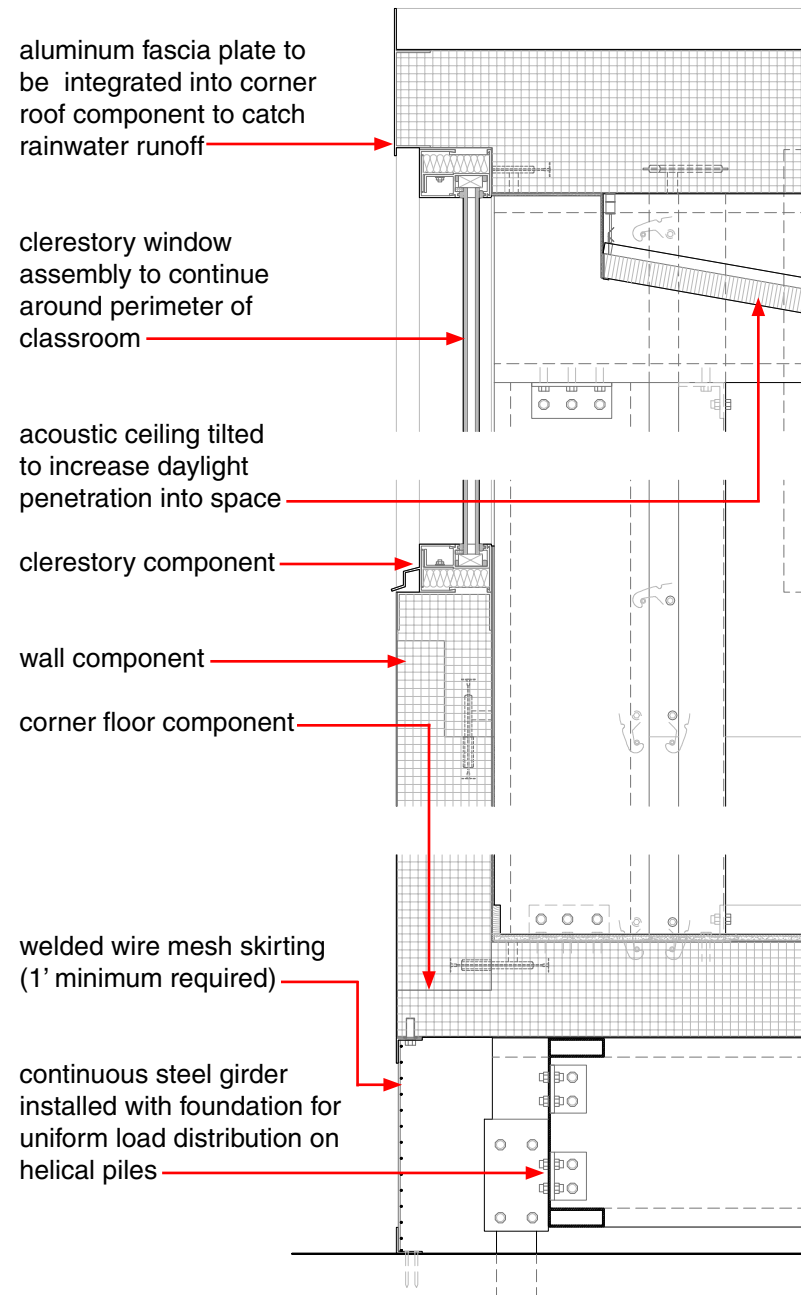 aluminum fascia plate to
be integrated into corner
roof component to catch
rainwater runoff
clerestory window
assembly to continue
around perimeter of
classroom
acoustic ceiling tilted
to increase daylight
penetration into space
clerestory component
wall component
corner floor component
welded wire mesh skirting
(1’ minimum required)
continuous steel girder
installed with foundation for
uniform load distribution on
helical piles